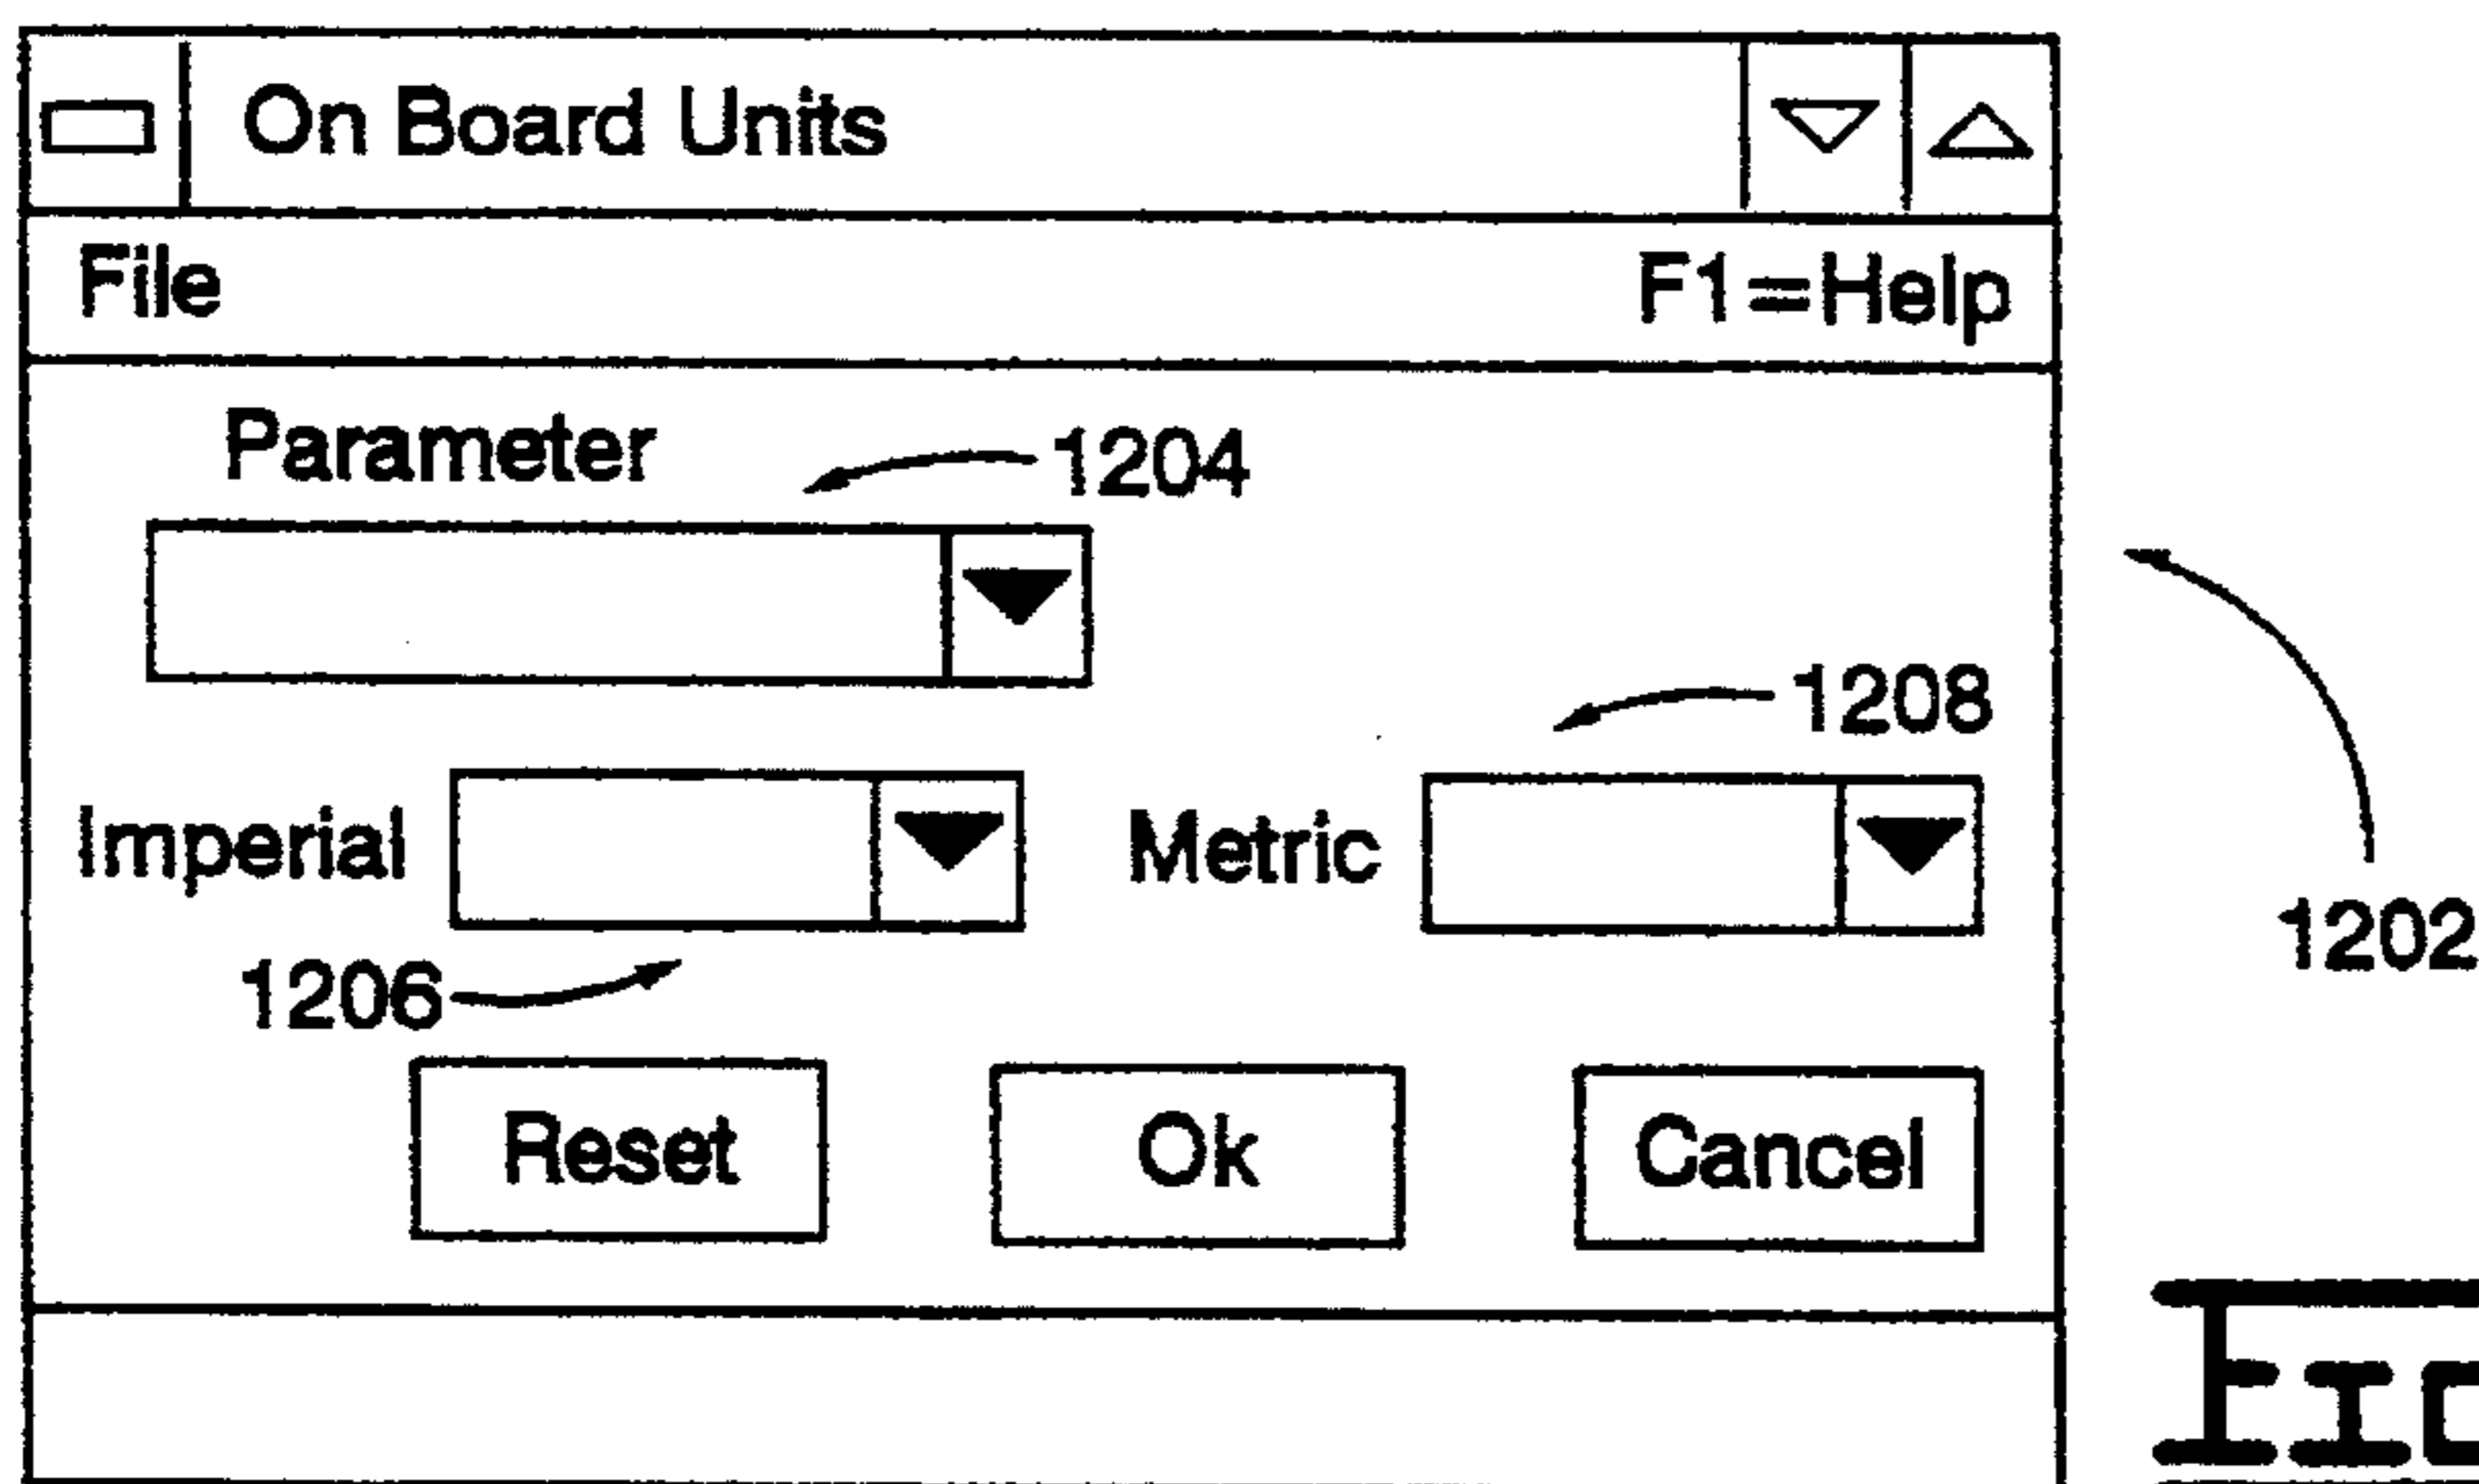 On Board Units
File F1=Help
Parameter 1204
1208
Imperial Metric
1202
1206
Reset Ok Cancel